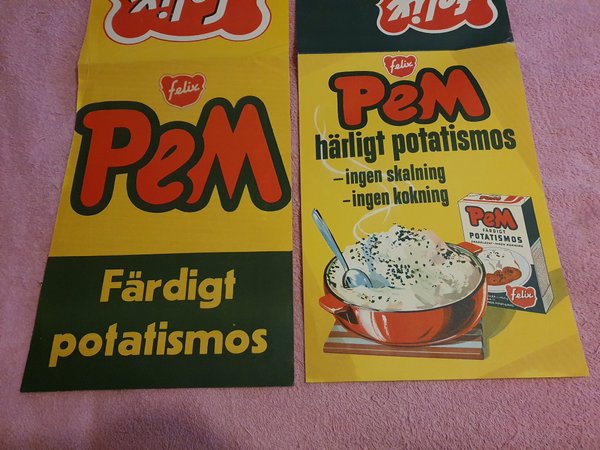 felix
felix
PeM
Färdigt
potatismos
felix
felix
PeM
härligt potatismos
–ingen skalning
–ingen kokning
PeM
FÄRDIGT
POTATISMOS
felix